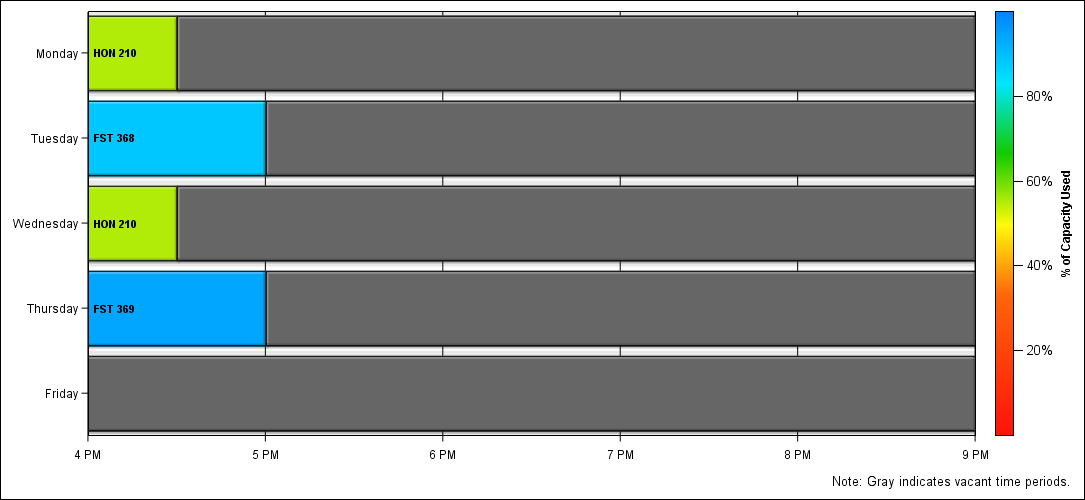 Monday
HON 210
Tuesday
FST 368
Wednesday
HON 210
Thursday
FST 369
Friday
4 PM 5 PM 6 PM 7 PM 8 PM 9 PM
80%
60%
40%
20%
% of Capacity Used
Note: Gray indicates vacant time periods.